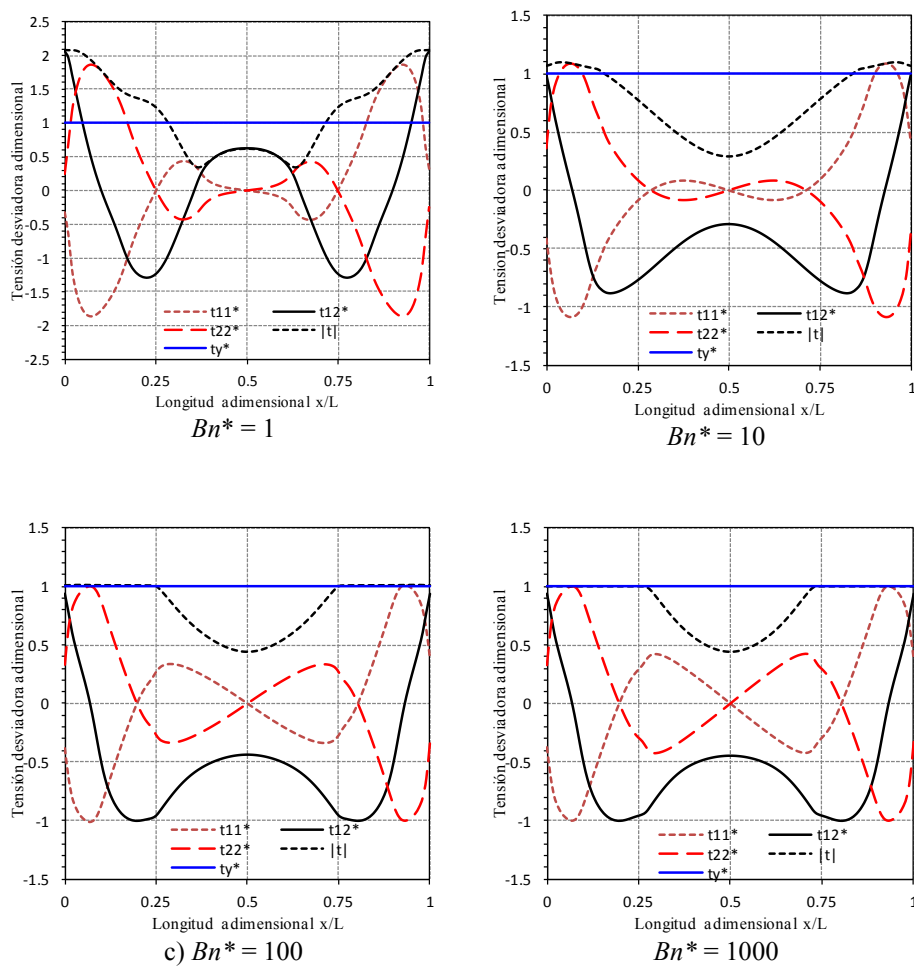 Tensión desviadora adimensional
2.5
2
1.5
1
0.5
0
-0.5
-1
-1.5
-2
-2.5
t11* t12*
t22* |t|
ty*
0 0.25 0.5 0.75 1
Longitud adimensional x/L
Bn* = 1
Tensión desviadora adimensional
1.5
1
0.5
0
-0.5
-1
-1.5
t11* t12*
t22* |t|
ty*
0 0.25 0.5 0.75 1
Longitud adimensional x/L
Bn* = 10
Tensión desviadora adimensional
1.5
1
0.5
0
-0.5
-1
-1.5
t11* t12*
t22* |t|
ty*
0 0.25 0.5 0.75 1
Longitud adimensional x/L
c) Bn* = 100
Tensión desviadora adimensional
1.5
1
0.5
0
-0.5
-1
-1.5
t11* t12*
t22* |t|
ty*
0 0.25 0.5 0.75 1
Longitud adimensional x/L
Bn* = 1000